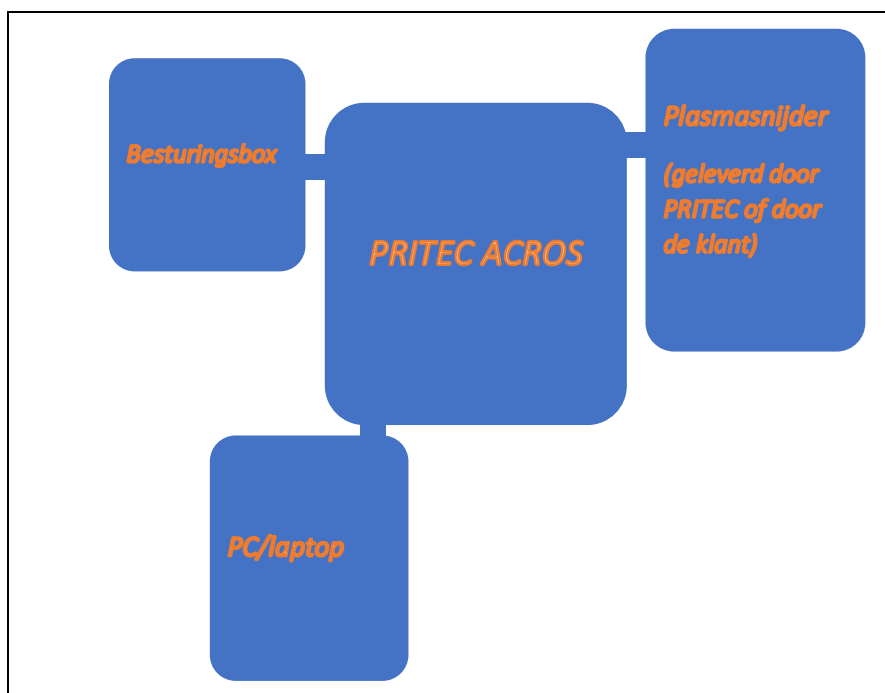 Besturingsbox
PRITEC ACROS
Plasmasnijder
(geleverd door
PRITEC of door
de klant)
PC/laptop